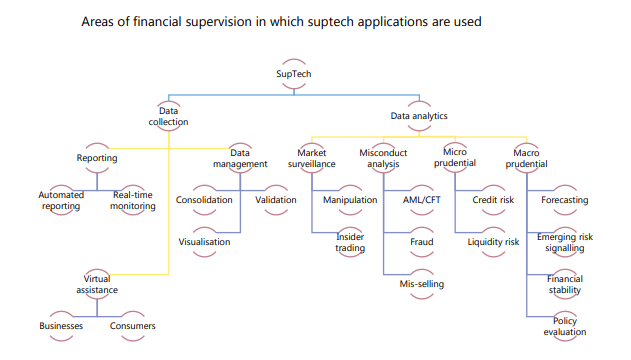 Areas of financial supervision in which suptech applications are used
SupTech
Data
collection
Data analytics
Reporting
Data
management
Market
surveillance
Misconduct
analysis
Micro
prudential
Macro
prudential
Automated
reporting
Real-time
monitoring
Consolidation
Validation
Manipulation
AML/CFT
Credit risk
Forecasting
Visualisation
Insider
trading
Fraud
Liquidity risk
Emerging risk
signalling
Virtual
assistance
Mis-selling
Financial
stability
Businesses
Consumers
Policy
evaluation